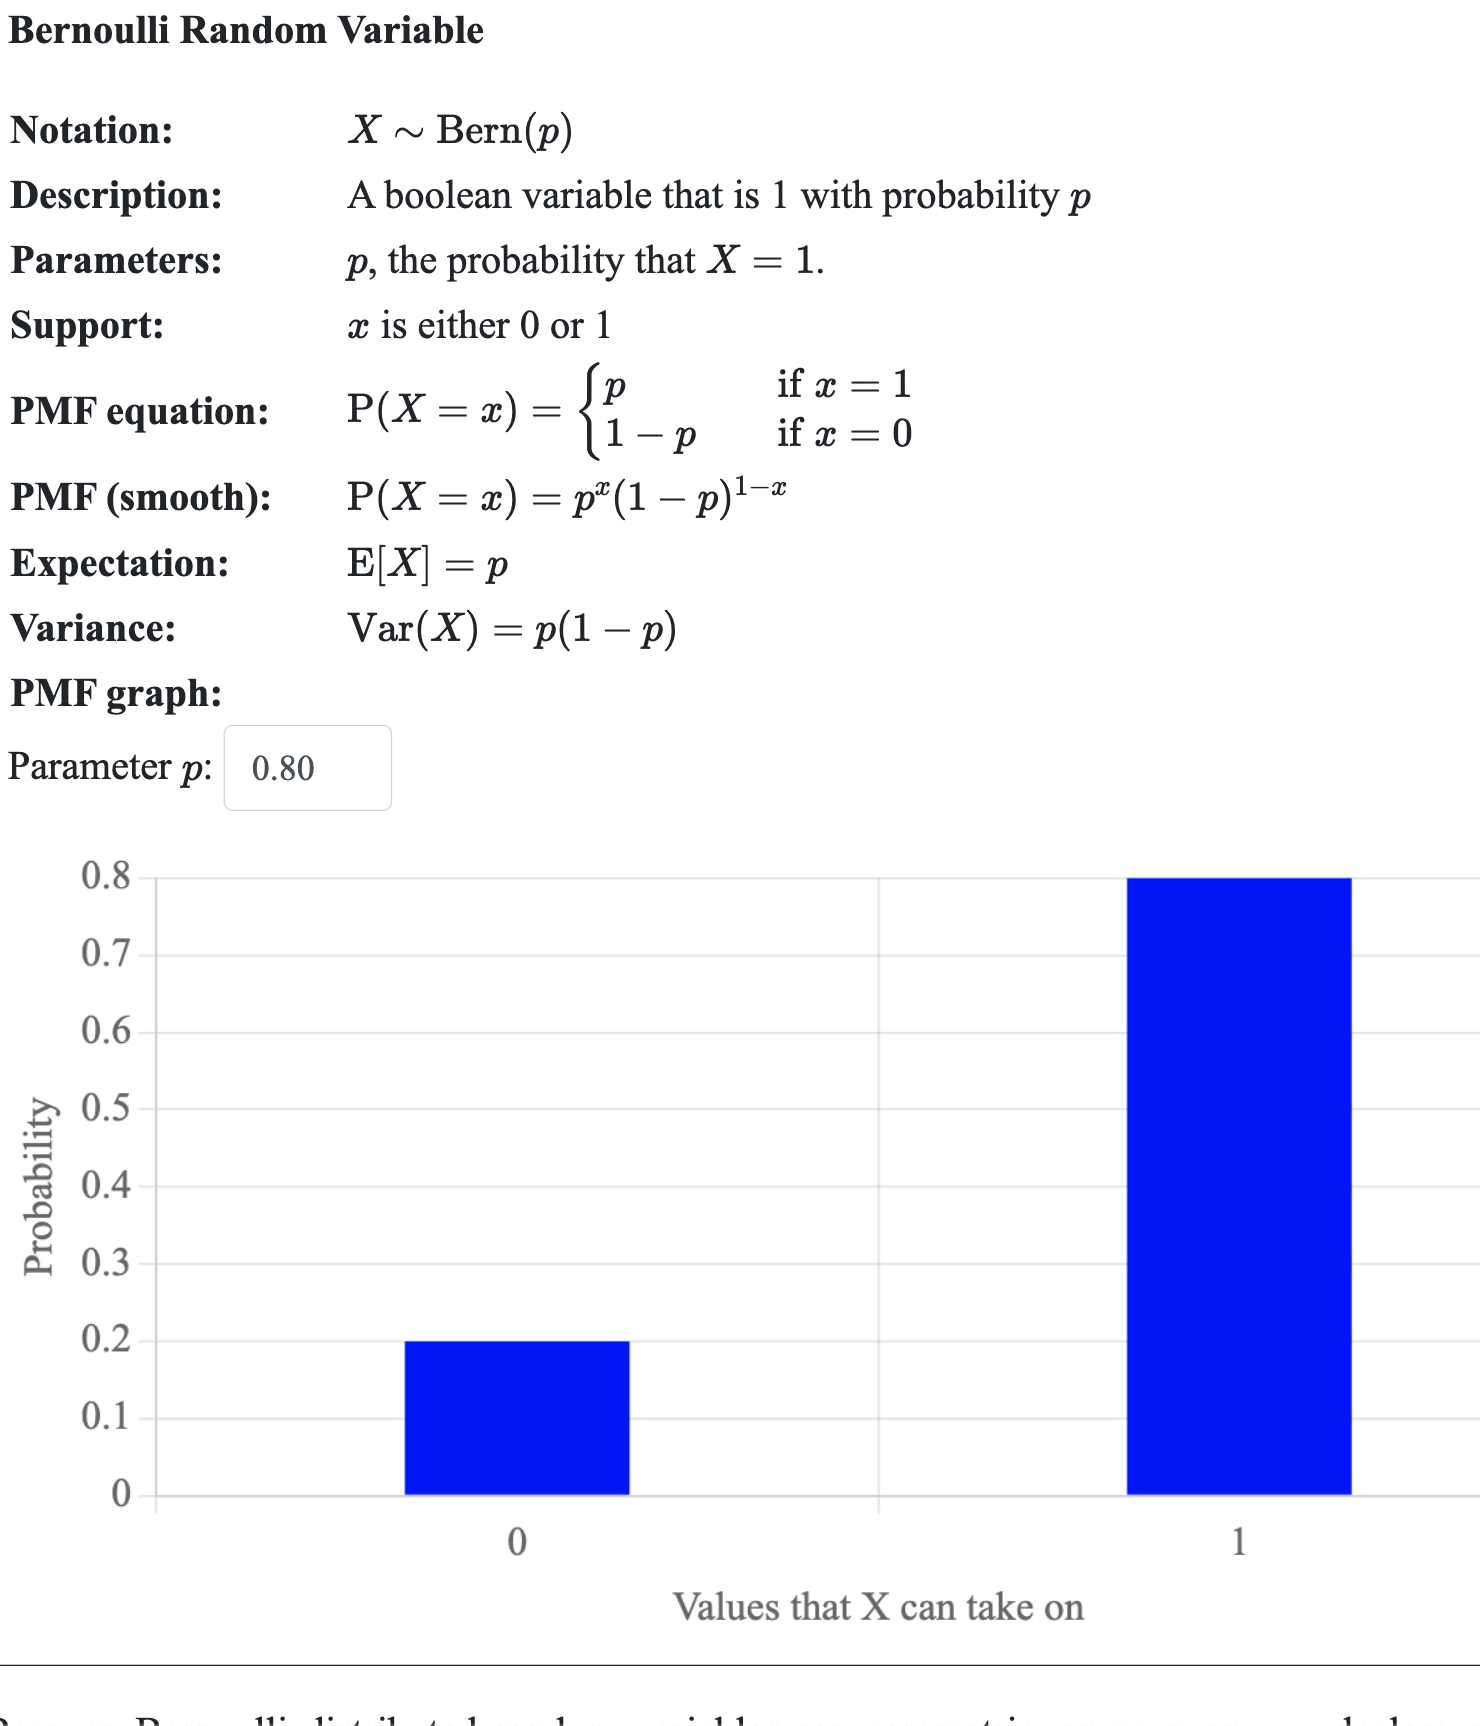 Bernoulli Random Variable
Notation: X ∼ Bern(p)
Description: A boolean variable that is 1 with probability p
Parameters: p, the probability that X = 1.
Support: x is either 0 or 1
PMF equation: P(X = x) = { p if x = 1
1 − p if x = 0
PMF (smooth): P(X = x) = p^x(1 − p)^{1−x}
Expectation: E[X] = p
Variance: Var(X) = p(1 − p)
PMF graph:
Parameter p: 0.80
0.8
0.7
0.6
0.5
0.4
0.3
0.2
0.1
0
Probability
0 1
Values that X can take on